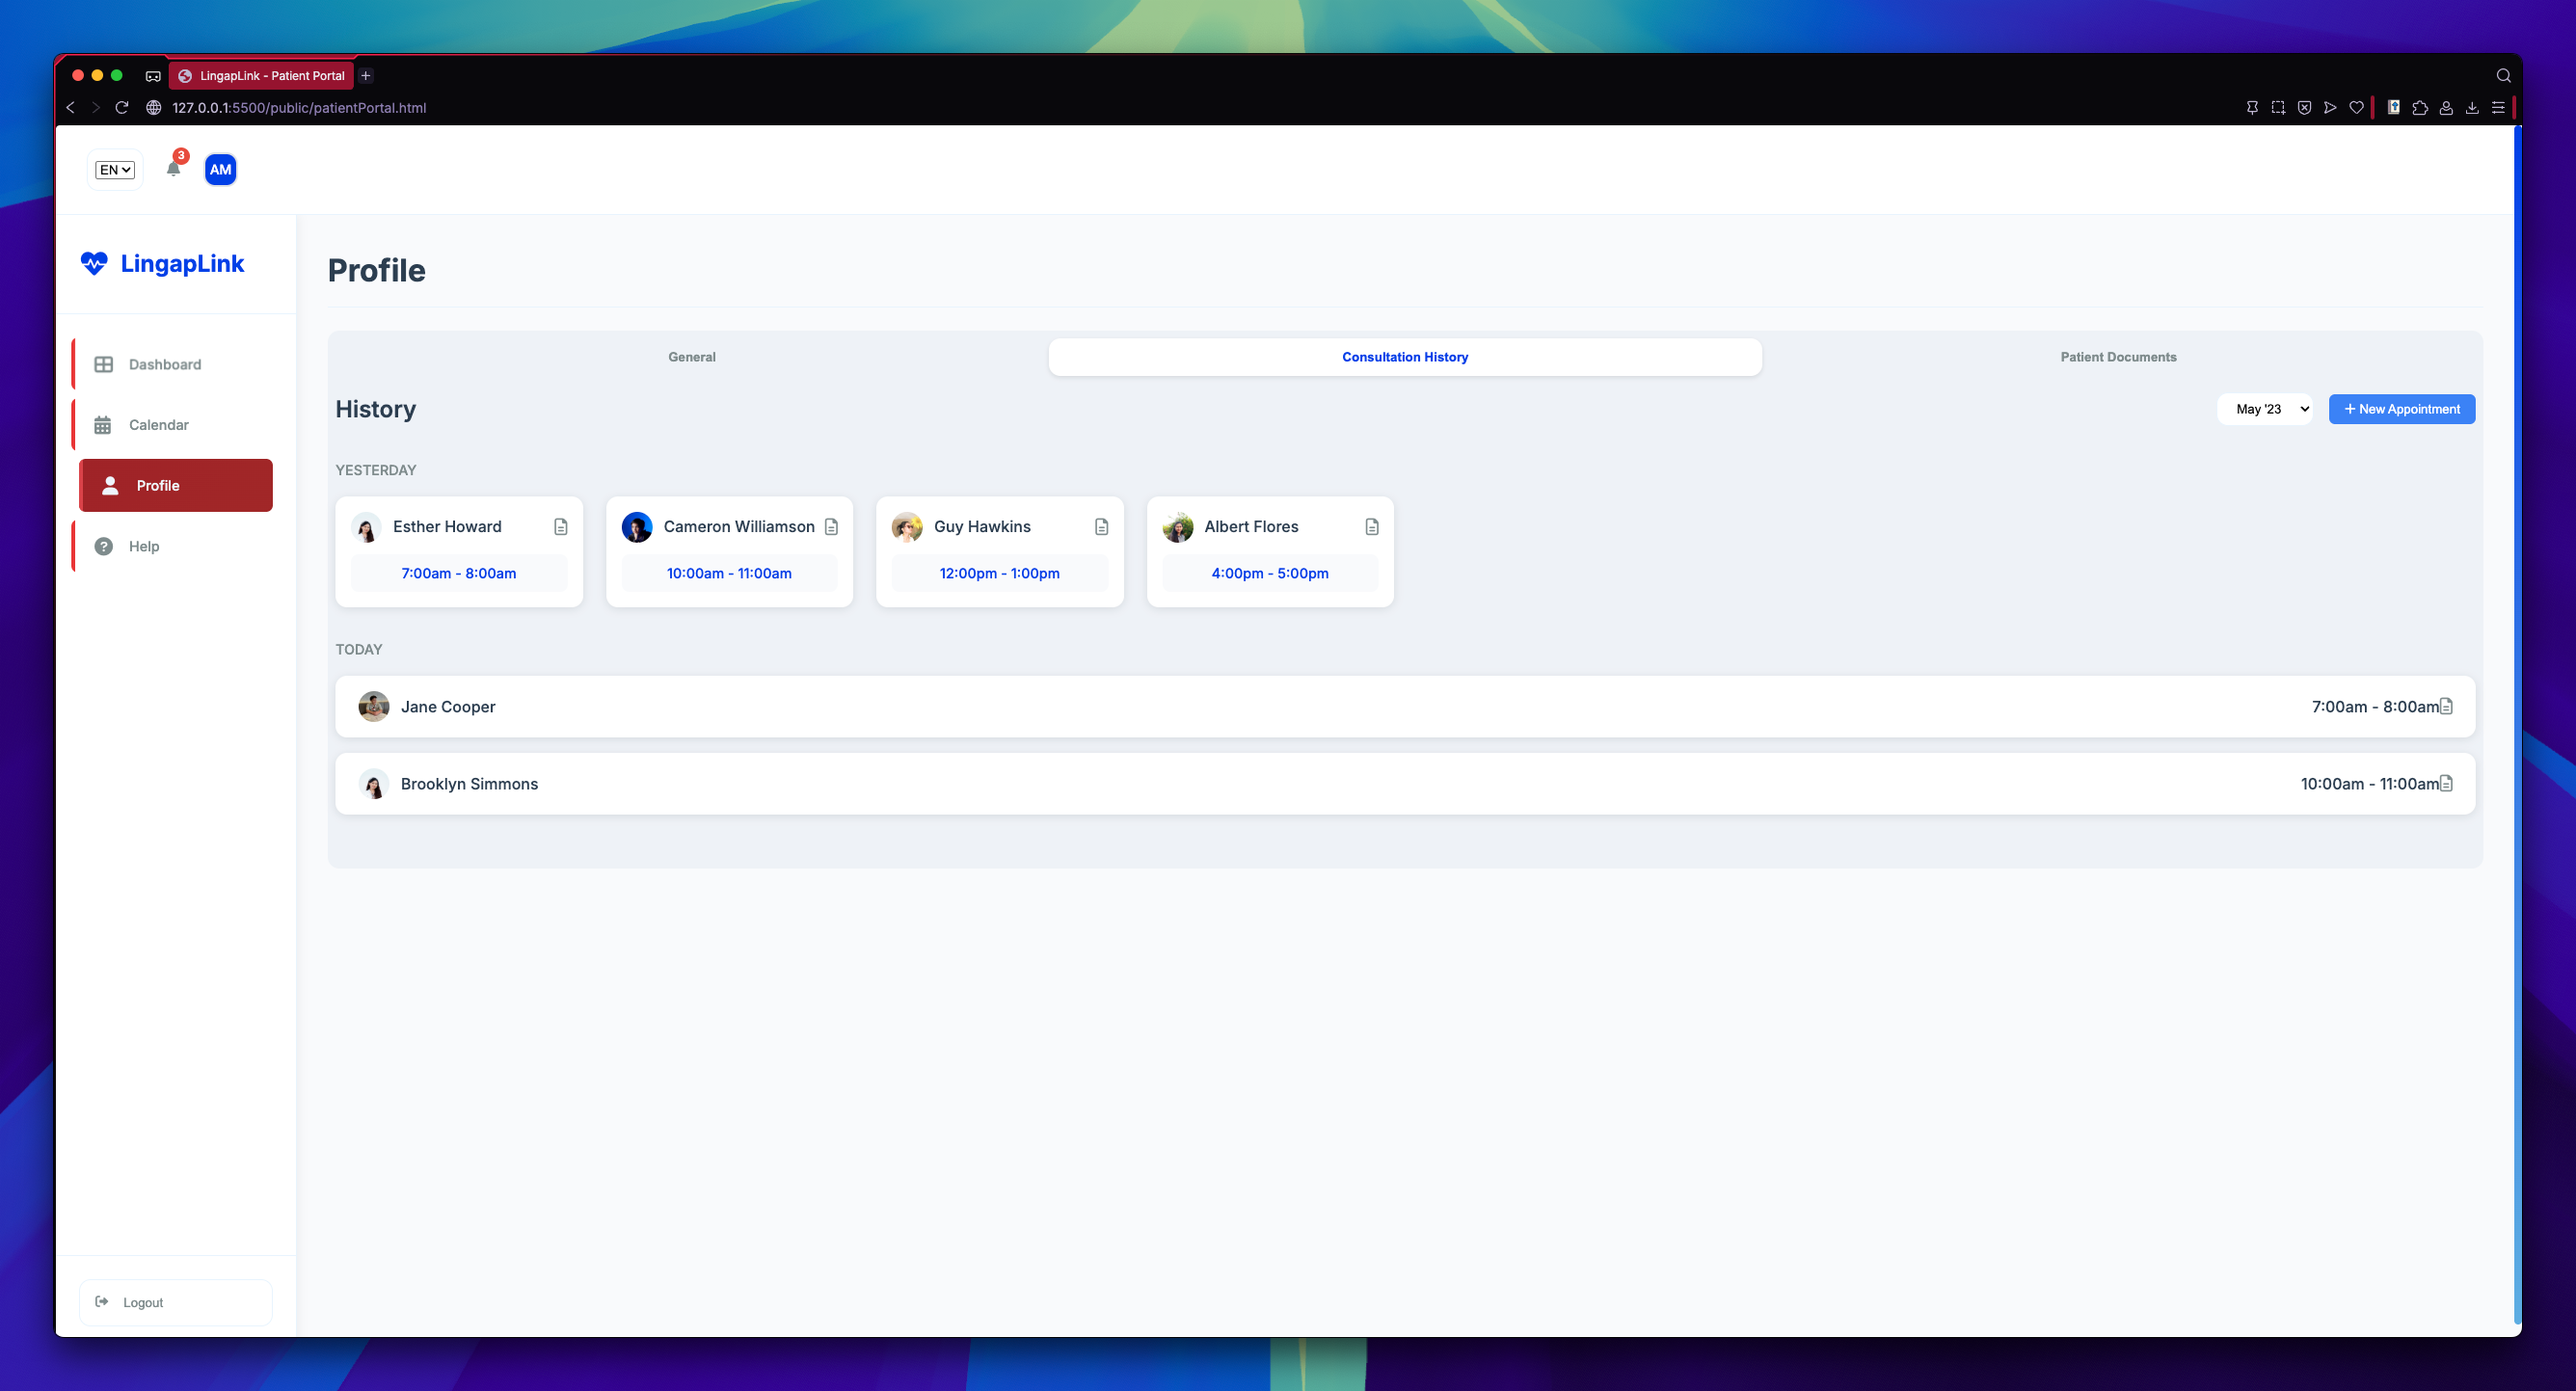 LingapLink - Patient Portal
127.0.0.1:5500/public/patientPortal.html
EN
3
AM
LingapLink
Dashboard
Calendar
Profile
Help
Logout
Profile
General
Consultation History
Patient Documents
History
May '23
+ New Appointment
YESTERDAY
Esther Howard
7:00am - 8:00am
Cameron Williamson
10:00am - 11:00am
Guy Hawkins
12:00pm - 1:00pm
Albert Flores
4:00pm - 5:00pm
TODAY
Jane Cooper
7:00am - 8:00am
Brooklyn Simmons
10:00am - 11:00am